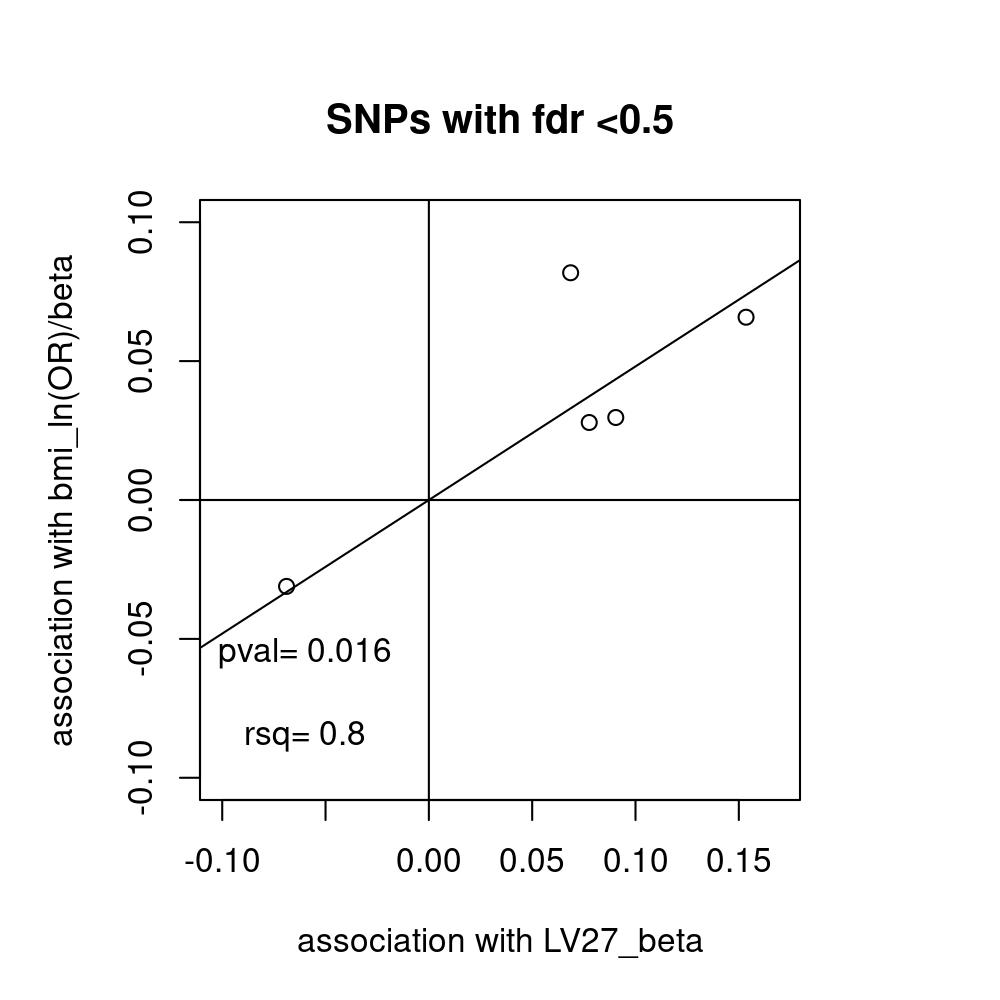 SNPs with fdr <0.5
association with bmi_ln(OR)/beta
0.10
0.05
0.00
-0.05
-0.10
pval= 0.016
rsq= 0.8
-0.10 0.00 0.05 0.10 0.15
association with LV27_beta